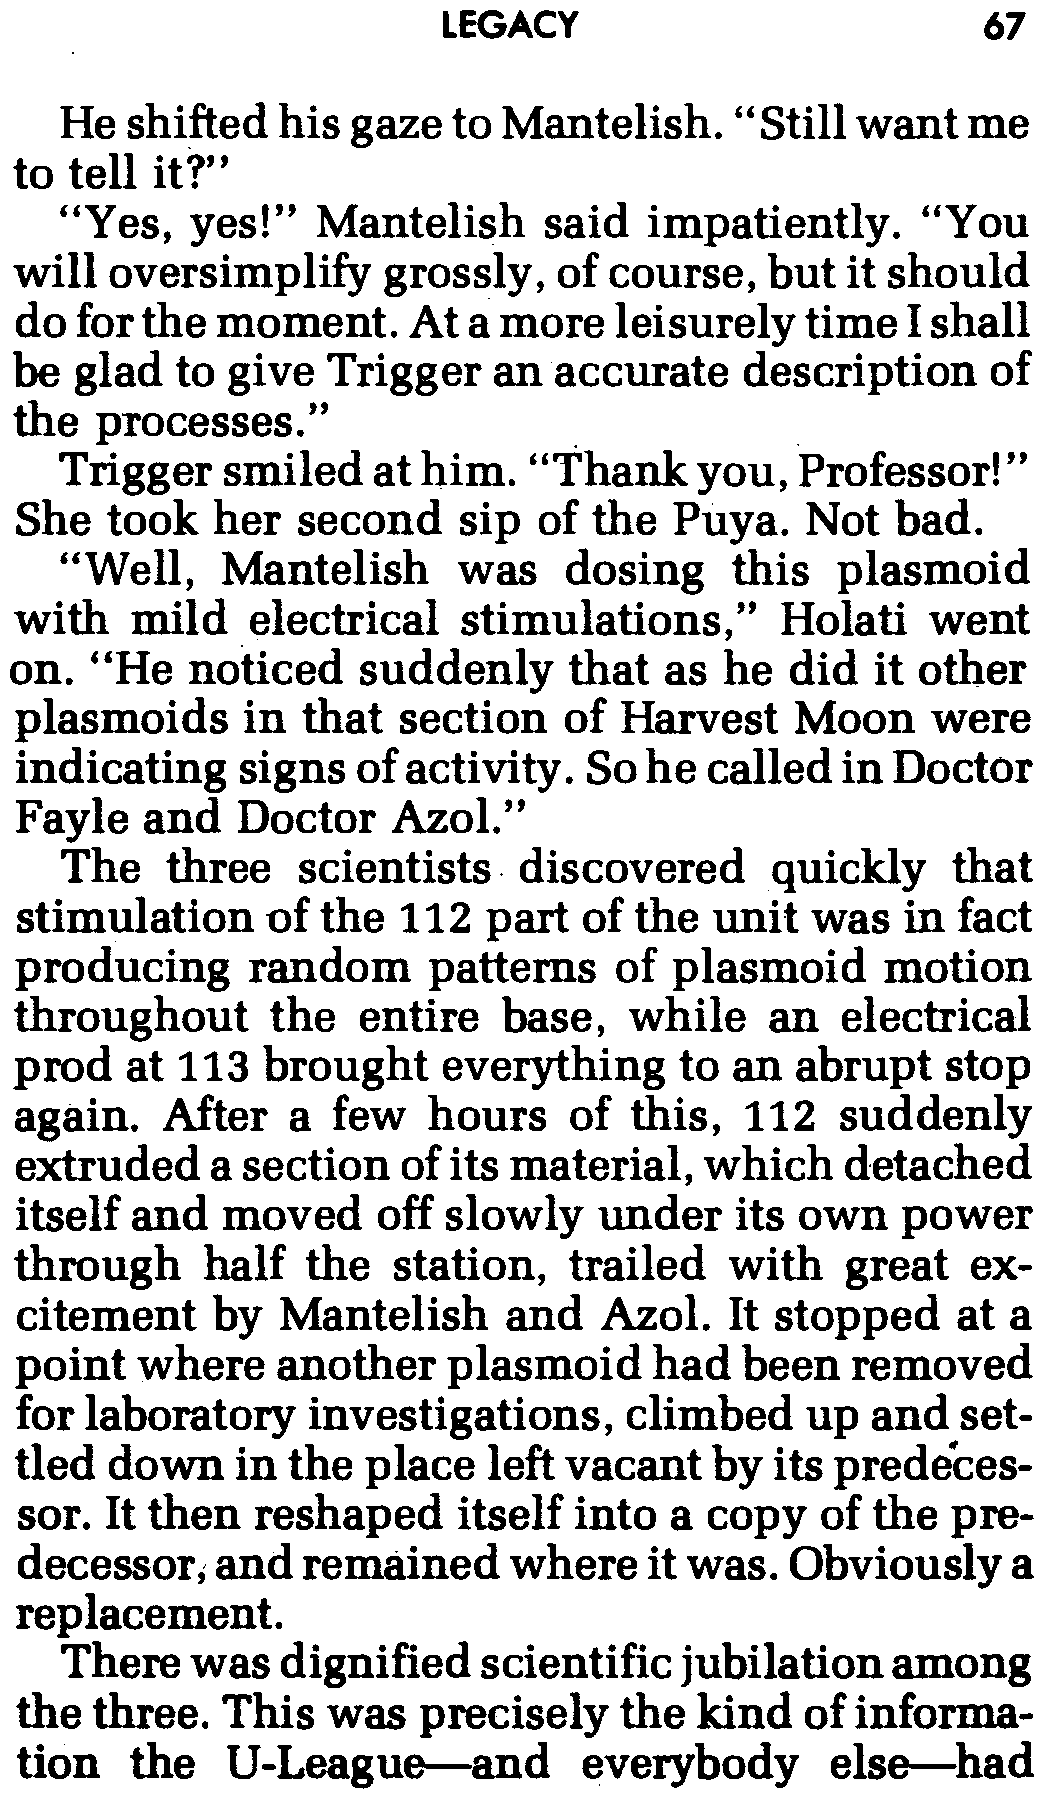 LEGACY 67
He shifted his gaze to Mantelish. “Still want me
to tell it?”
“Yes, yes!” Mantelish said impatiently. “You
will oversimplify grossly, of course, but it should
do for the moment. At a more leisurely time I shall
be glad to give Trigger an accurate description of
the processes.”
Trigger smiled at him. “Thank you, Professor!”
She took her second sip of the Puya. Not bad.
“Well, Mantelish was dosing this plasmoid
with mild electrical stimulations,” Holati went
on. “He noticed suddenly that as he did it other
plasmoids in that section of Harvest Moon were
indicating signs of activity. So he called in Doctor
Fayle and Doctor Azol.”
The three scientists discovered quickly that
stimulation of the 112 part of the unit was in fact
producing random patterns of plasmoid motion
throughout the entire base, while an electrical
prod at 113 brought everything to an abrupt stop
again. After a few hours of this, 112 suddenly
extruded a section of its material, which detached
itself and moved off slowly under its own power
through half the station, trailed with great ex-
citement by Mantelish and Azol. It stopped at a
point where another plasmoid had been removed
for laboratory investigations, climbed up and set-
tled down in the place left vacant by its predeces-
sor. It then reshaped itself into a copy of the pre-
decessor, and remained where it was. Obviously a
replacement.
There was dignified scientific jubilation among
the three. This was precisely the kind of informa-
tion the U-League—and everybody else—had